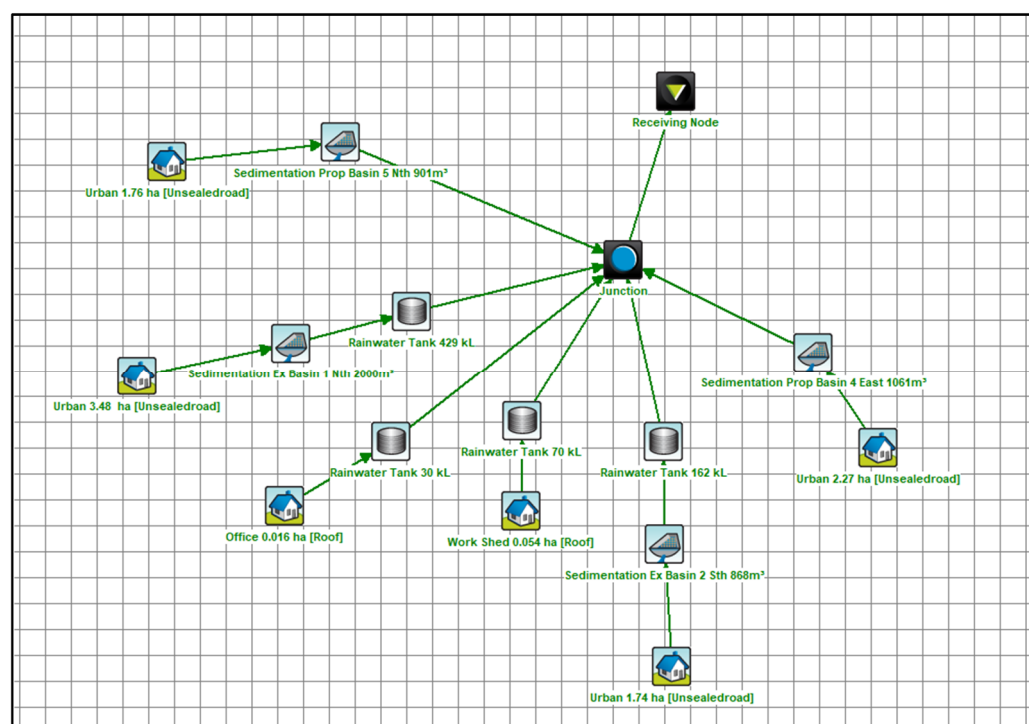 Receiving Node
Sedimentation Prop Basin 5 Nth 901m³
Urban 1.76 ha [Unsealedroad]
Junction
Rainwater Tank 429 kL
Sedimentation Ex Basin 1 Nth 2000m³
Sedimentation Prop Basin 4 East 1061m³
Urban 3.48  ha [Unsealedroad]
Rainwater Tank 70 kL
Rainwater Tank 30 kL
Rainwater Tank 162 kL
Urban 2.27 ha [Unsealedroad]
Office 0.016 ha [Roof]
Work Shed 0.054 ha [Roof]
Sedimentation Ex Basin 2 Sth 868m³
Urban 1.74 ha [Unsealedroad]